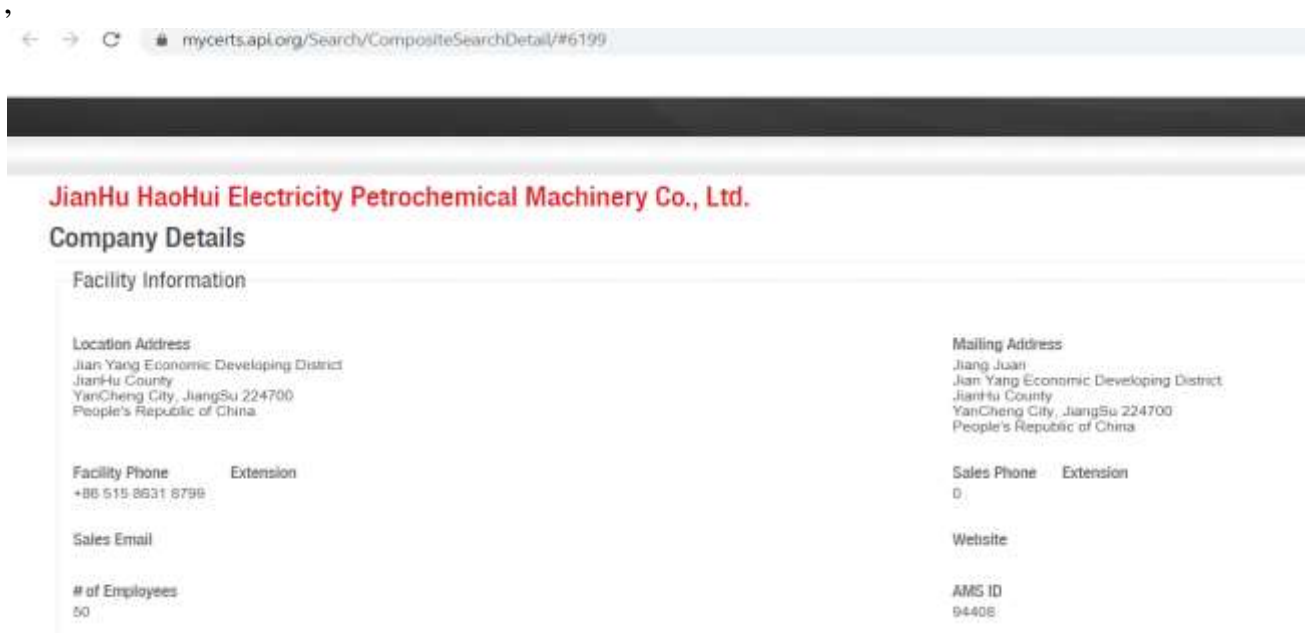 ,
mycerts.api.org/Search/CompositeSearchDetail/#6199
JianHu HaoHui Electricity Petrochemical Machinery Co., Ltd.
Company Details
Facility Information
Location Address
Jian Yang Economic Developing District
JianHu County
YanCheng City, JiangSu 224700
People's Republic of China
Mailing Address
Jiang Juan
Jian Yang Economic Developing District
JianHu County
YanCheng City, JiangSu 224700
People's Republic of China
Facility Phone Extension
+86 515 8631 8799
Sales Phone Extension
0
Sales Email
Website
# of Employees
50
AMS ID
94408